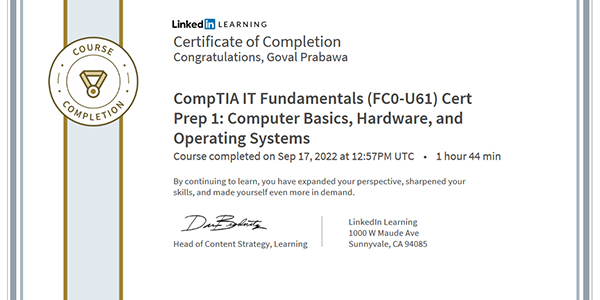 LinkedIn LEARNING
Certificate of Completion
Congratulations, Goval Prabawa
COURSE
COMPLETION
CompTIA IT Fundamentals (FC0-U61) Cert
Prep 1: Computer Basics, Hardware, and
Operating Systems
Course completed on Sep 17, 2022 at 12:57PM UTC • 1 hour 44 min
By continuing to learn, you have expanded your perspective, sharpened your
skills, and made yourself even more in demand.
Head of Content Strategy, Learning
LinkedIn Learning
1000 W Maude Ave
Sunnyvale, CA 94085